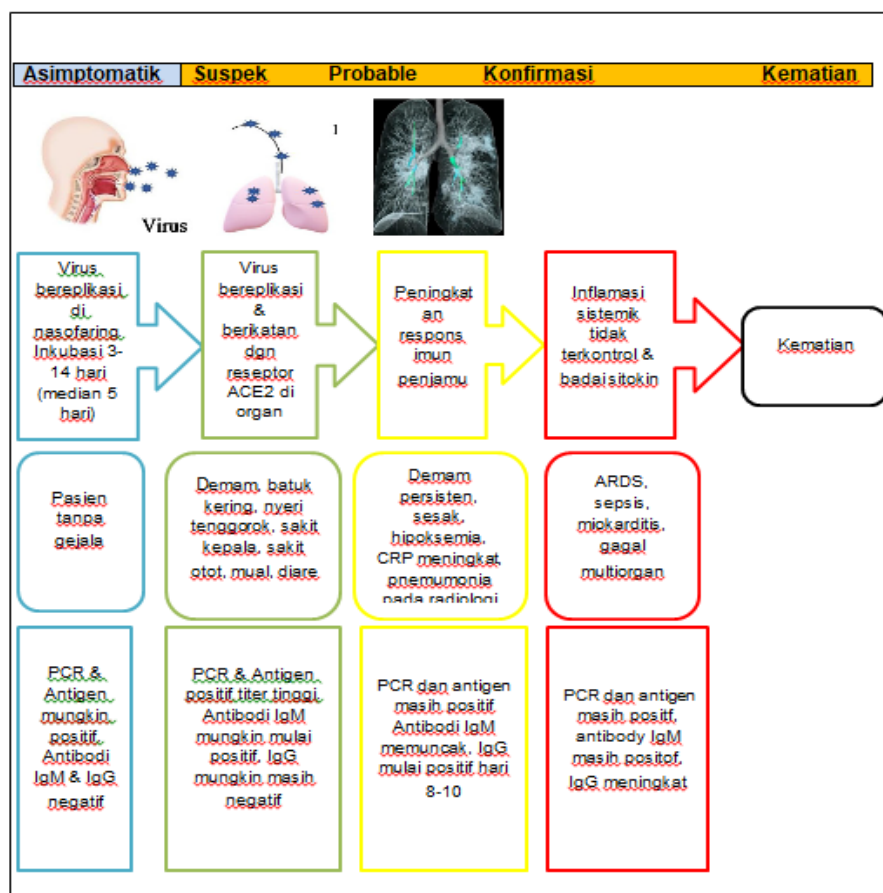 Asimptomatik Suspek Probable Konfirmasi Kematian
1
Virus
Virus
bereplikasi
di
nasofaring,
Inkubasi 3-
14 hari
(median 5
hari)
Virus
bereplikasi
&
berikatan
dgn
reseptor
ACE2 di
organ
Peningkat
an
respons
imun
penjamu
Inflamasi
sistemik
tidak
terkontrol &
badai sitokin
Kematian
Pasien
tanpa
gejala
Demam, batuk
kering, nyeri
tenggorok, sakit
kepala, sakit
otot, mual, diare
Demam
persisten,
sesak,
hipoksemia,
CRP meningkat,
pnemumonia
pada radiologi
ARDS,
sepsis,
miokarditis,
gagal
multiorgan
PCR &
Antigen
mungkin
positif,
Antibodi
IgM & IgG
negatif
PCR & Antigen
positif titer tinggi,
Antibodi IgM
mungkin mulai
positif, IgG
mungkin masih
negatif
PCR dan antigen
masih positif
Antibodi IgM
memuncak, IgG
mulai positif hari
8-10
PCR dan antigen
masih positf,
antibody IgM
masih positof,
IgG meningkat